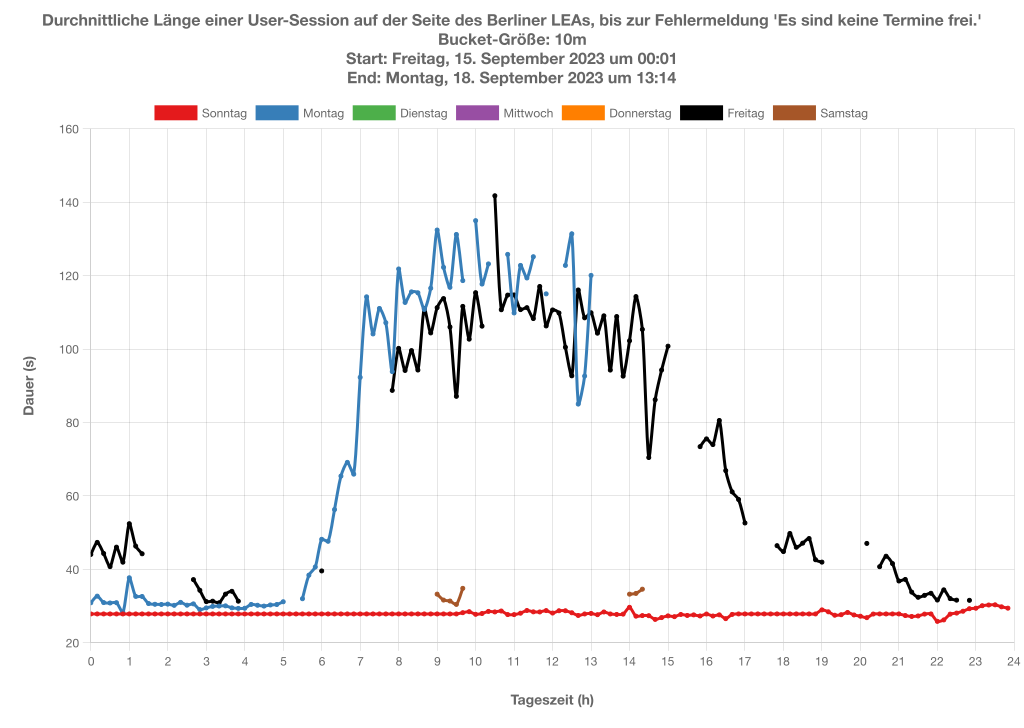 Durchnittliche Länge einer User-Session auf der Seite des Berliner LEAs, bis zur Fehlermeldung 'Es sind keine Termine frei.'
Bucket-Größe: 10m
Start: Freitag, 15. September 2023 um 00:01
End: Montag, 18. September 2023 um 13:14
Sonntag Montag Dienstag Mittwoch Donnerstag Freitag Samstag
160
140
120
100
80
60
40
20
Dauer (s)
0 1 2 3 4 5 6 7 8 9 10 11 12 13 14 15 16 17 18 19 20 21 22 23 24
Tageszeit (h)